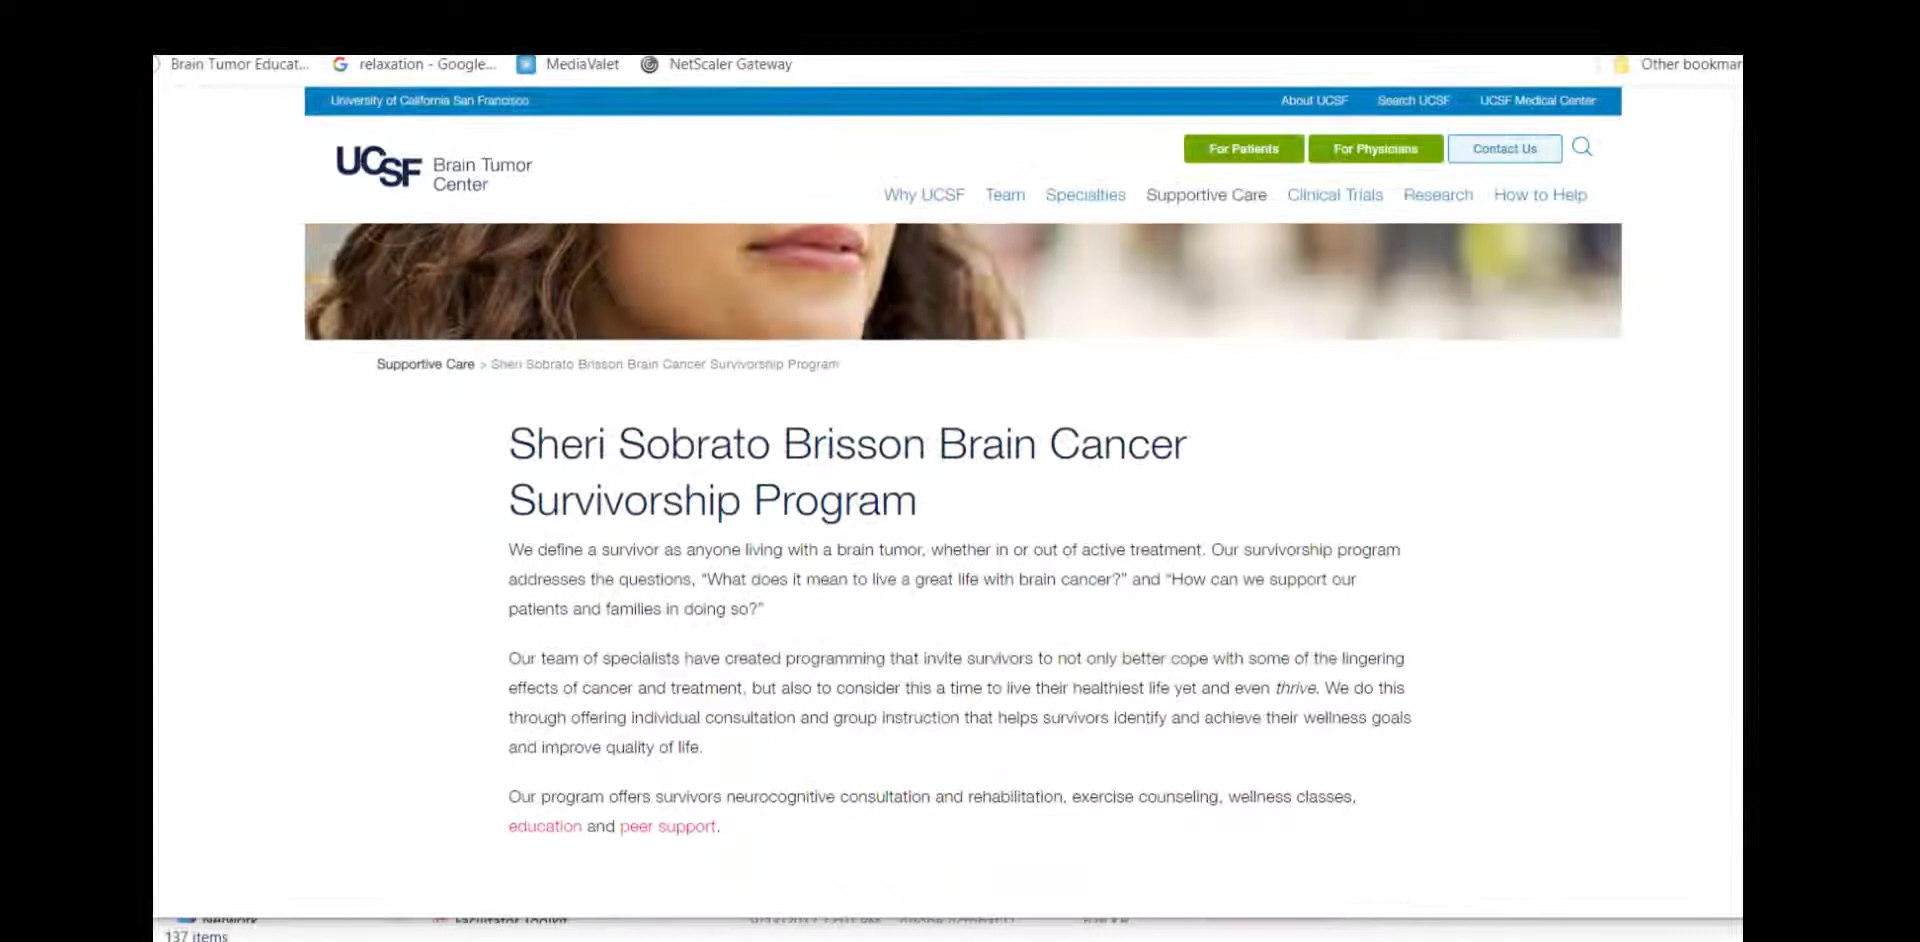 Brain Tumor Educat... relaxation - Google... MediaValet NetScaler Gateway Other bookmar
University of California San Francisco About UCSF Search UCSF UCSF Medical Center
For Patients For Physicians Contact Us
UCSF Brain Tumor
Center
Why UCSF Team Specialties Supportive Care Clinical Trials Research How to Help
Supportive Care > Sheri Sobrato Brisson Brain Cancer Survivorship Program
Sheri Sobrato Brisson Brain Cancer
Survivorship Program
We define a survivor as anyone living with a brain tumor, whether in or out of active treatment. Our survivorship program
addresses the questions, “What does it mean to live a great life with brain cancer?” and “How can we support our
patients and families in doing so?”
Our team of specialists have created programming that invite survivors to not only better cope with some of the lingering
effects of cancer and treatment, but also to consider this a time to live their healthiest life yet and even thrive. We do this
through offering individual consultation and group instruction that helps survivors identify and achieve their wellness goals
and improve quality of life.
Our program offers survivors neurocognitive consultation and rehabilitation, exercise counseling, wellness classes,
education and peer support.
Network Facilitator Toolkit
137 items